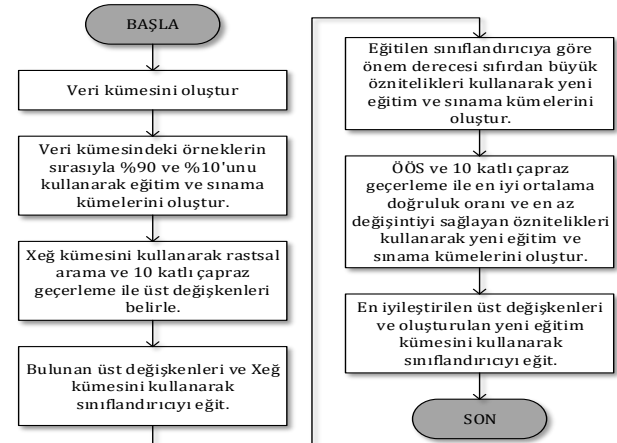 BAŞLA
Veri kümesini oluştur
Veri kümesindeki örneklerin
sırasıyla %90 ve %10'unu
kullanarak eğitim ve sınama
kümelerini oluştur.
Xeğ kümesini kullanarak rastsal
arama ve 10 katlı çapraz
geçerleme ile üst değişkenleri
belirle.
Bulunan üst değişkenleri ve Xeğ
kümesini kullanarak
sınıflandırıcıyı eğit.
Eğitilen sınıflandırıcıya göre
önem derecesi sıfırdan büyük
öznitelikleri kullanarak yeni
eğitim ve sınama kümelerini
oluştur.
ÖÖS ve 10 katlı çapraz
geçerleme ile en iyi ortalama
doğruluk oranı ve en az
değişintiyi sağlayan öznitelikleri
kullanarak yeni eğitim ve
sınama kümelerini oluştur.
En iyileştirilen üst değişkenleri
ve oluşturulan yeni eğitim
kümesini kullanarak
sınıflandırıcıyı eğit.
SON